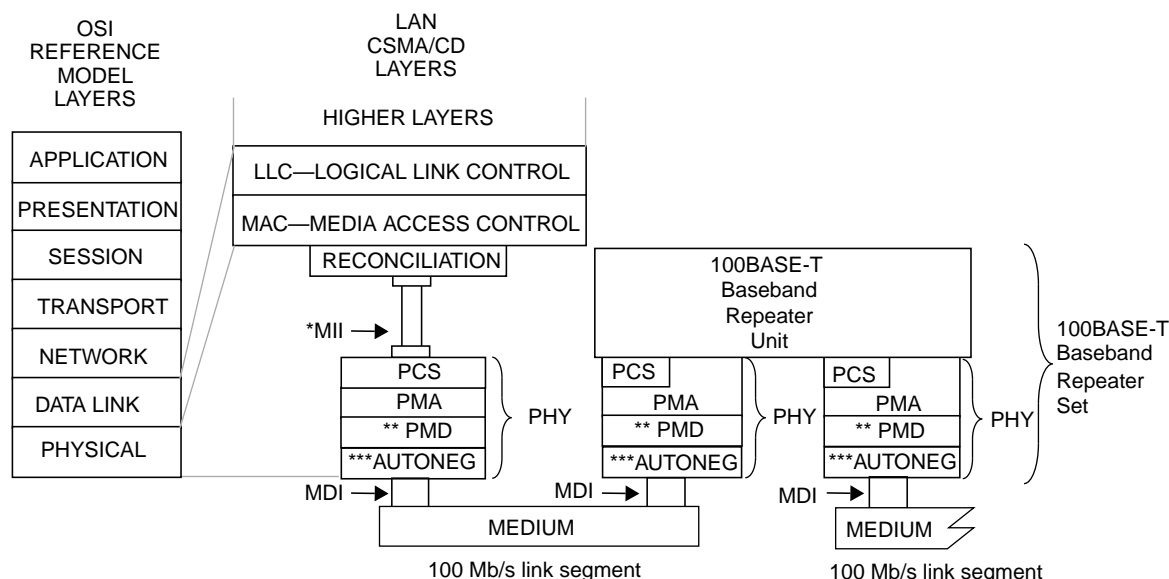 OSI
REFERENCE
MODEL
LAYERS
LAN
CSMA/CD
LAYERS
HIGHER LAYERS
APPLICATION
PRESENTATION
SESSION
TRANSPORT
NETWORK
DATA LINK
PHYSICAL
LLC—LOGICAL LINK CONTROL
MAC—MEDIA ACCESS CONTROL
RECONCILIATION
*MII
PCS
PMA
** PMD
***AUTONEG
PHY
MDI
100BASE-T
Baseband
Repeater
Unit
PCS
PMA
** PMD
***AUTONEG
PHY
MDI
PCS
PMA
** PMD
***AUTONEG
PHY
MDI
100BASE-T
Baseband
Repeater
Set
MEDIUM
100 Mb/s link segment
MEDIUM
100 Mb/s link segment